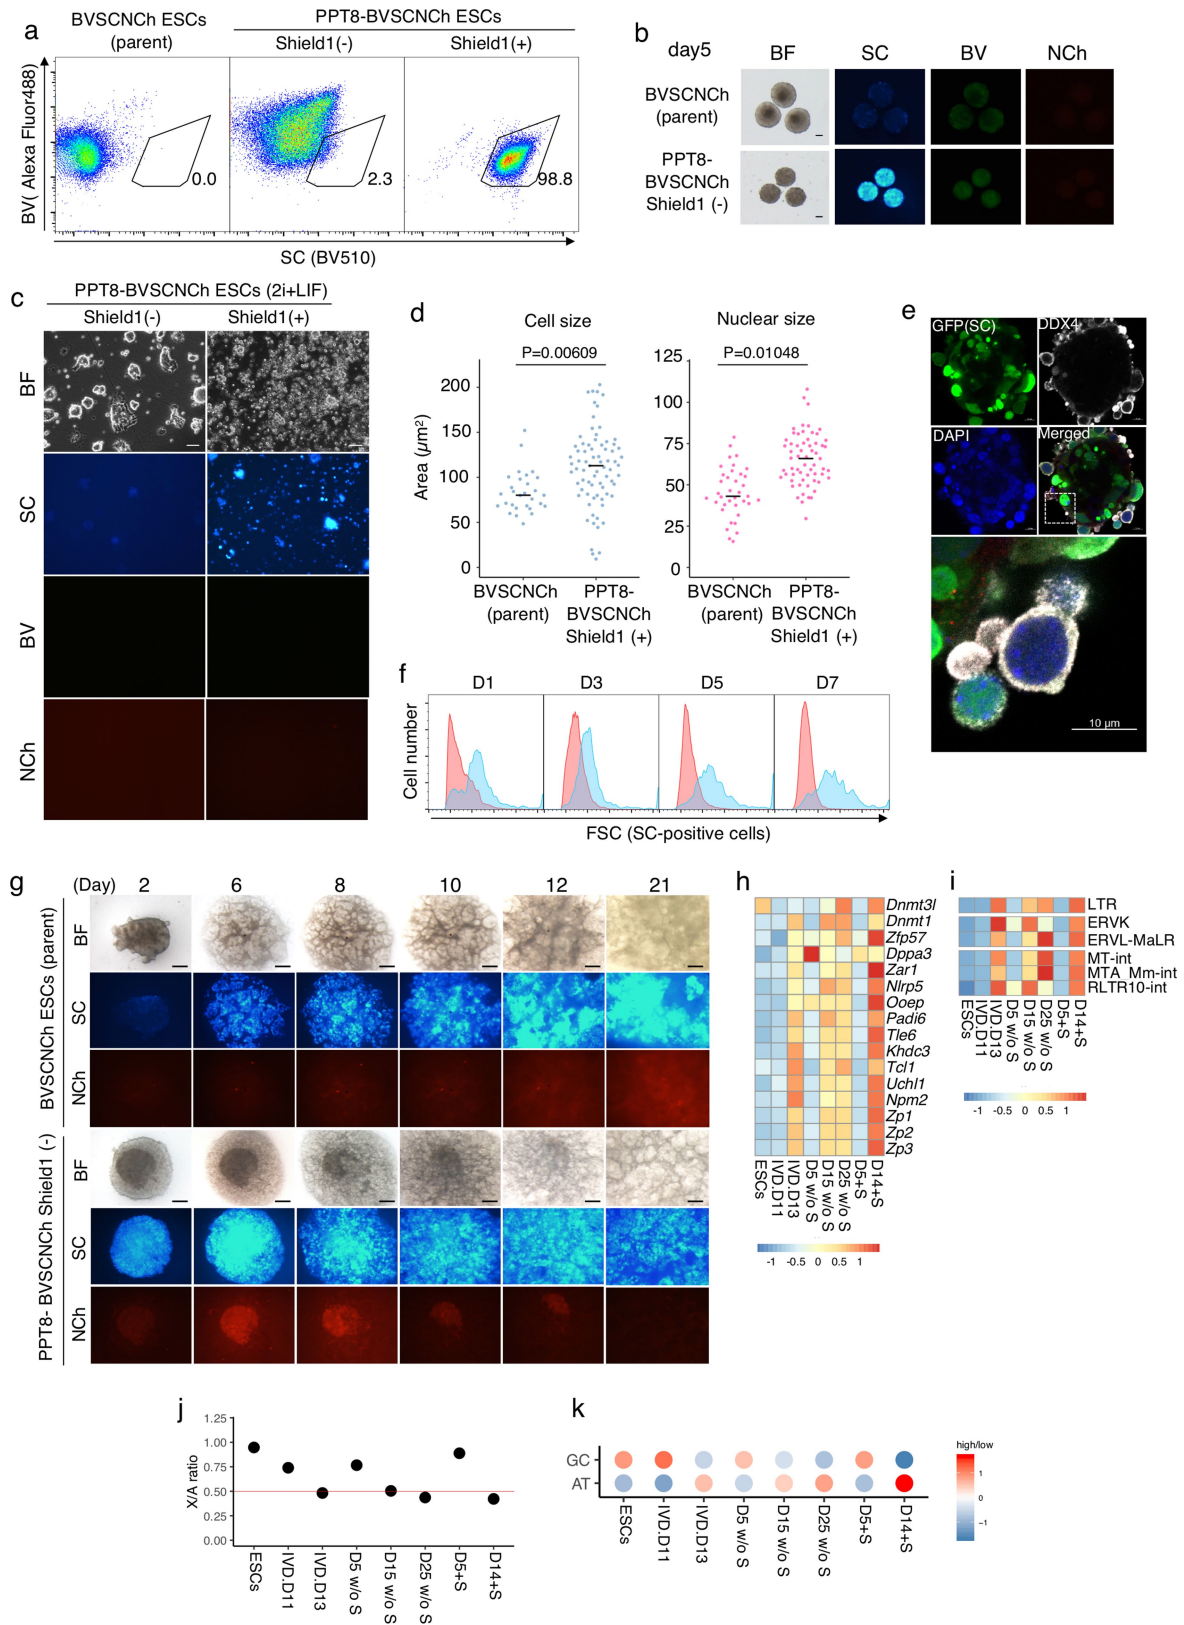 a
BVSCNCh ESCs
(parent)
PPT8-BVSCNCh ESCs
Shield1(-)
Shield1(+)
BV( Alexa Fluor488)
0.0
2.3
98.8
SC (BV510)
b
day5
BF
SC
BV
NCh
BVSCNCh
(parent)
PPT8-
BVSCNCh
Shield1 (-)
c
PPT8-BVSCNCh ESCs (2i+LIF)
Shield1(-)
Shield1(+)
BF
SC
BV
NCh
d
Cell size
P=0.00609
Area (µm²)
200
150
100
50
0
BVSCNCh
(parent)
PPT8-
BVSCNCh
Shield1 (+)
Nuclear size
P=0.01048
125
100
75
50
25
0
BVSCNCh
(parent)
PPT8-
BVSCNCh
Shield1 (+)
e
GFP(SC)
DDX4
DAPI
Merged
10 µm
f
D1
D3
D5
D7
Cell number
FSC (SC-positive cells)
g
(Day)
2
6
8
10
12
21
BVSCNCh ESCs (parent)
BF
SC
NCh
PPT8- BVSCNCh Shield1 (-)
BF
SC
NCh
h
Dnmt3l
Dnmt1
Zfp57
Dppa3
Zar1
Nlrp5
Ooep
Padi6
Tle6
Khdc3
Tcl1
Uchl1
Npm2
Zp1
Zp2
Zp3
ESCs
IVD.D11
IVD.D13
D5 w/o S
D15 w/o S
D25 w/o S
D5+S
D14+S
-1 -0.5 0 0.5 1
i
LTR
ERVK
ERVL-MaLR
MT-int
MTA_Mm-int
RLTR10-int
ESCs
IVD.D11
IVD.D13
D5 w/o S
D15 w/o S
D25 w/o S
D5+S
D14+S
-1 -0.5 0 0.5 1
j
X/A ratio
1.25
1.00
0.75
0.50
0.25
0.00
ESCs
IVD.D11
IVD.D13
D5 w/o S
D15 w/o S
D25 w/o S
D5+S
D14+S
k
GC
AT
ESCs
IVD.D11
IVD.D13
D5 w/o S
D15 w/o S
D25 w/o S
D5+S
D14+S
high/low
1
0
−1